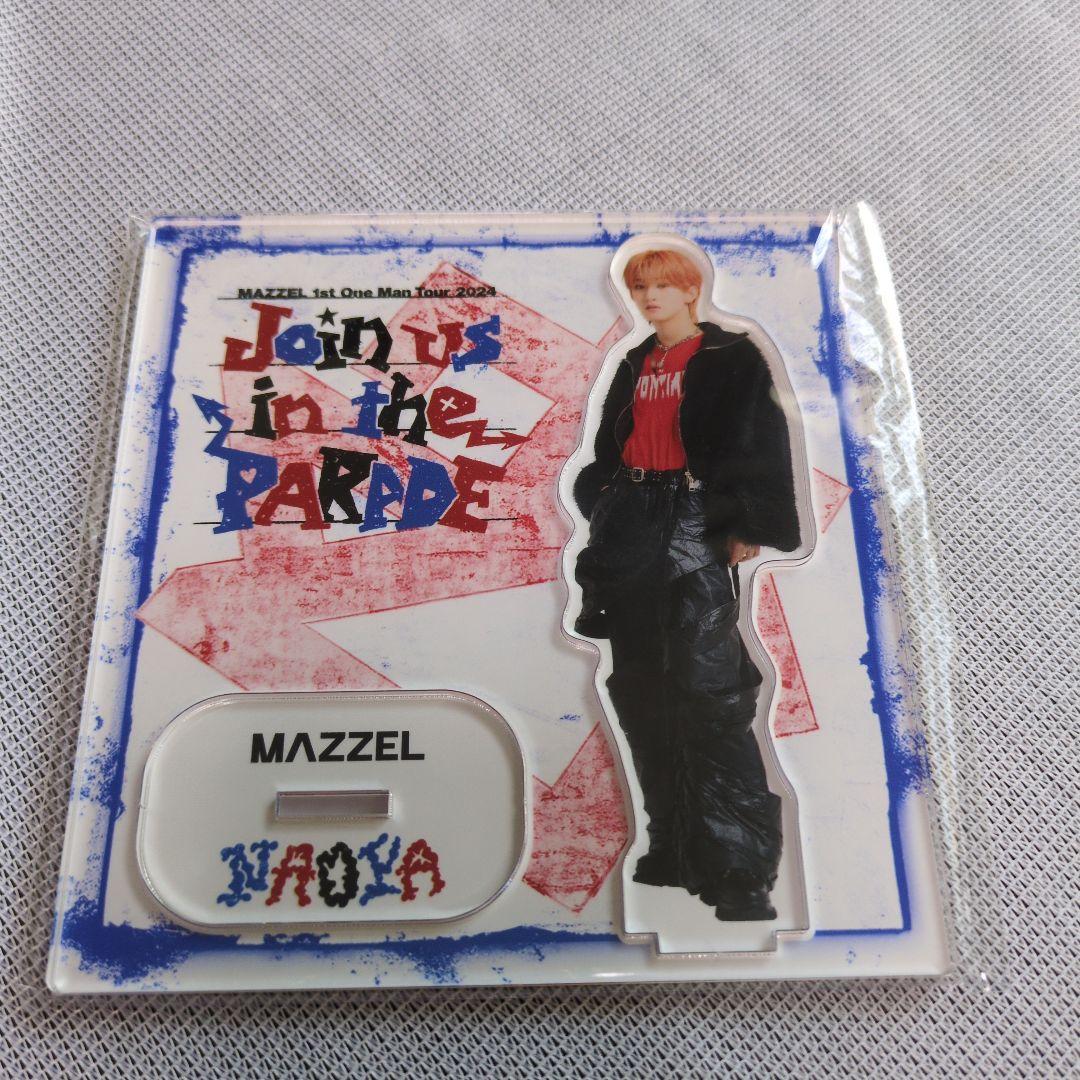 MAZZEL 1st One Man Tour 2024
Join us
in the
PARADE
MAZZEL
NAOYA